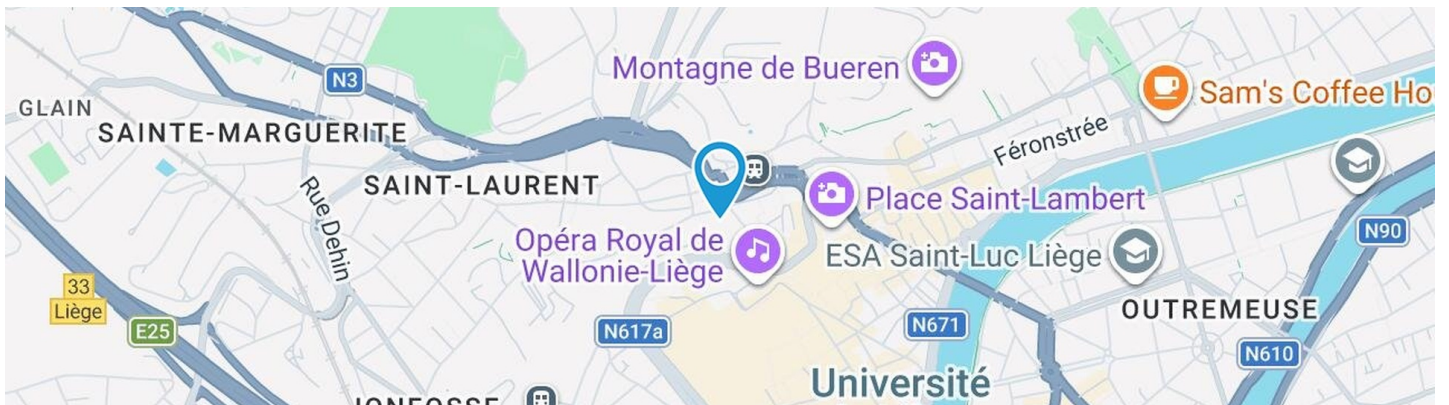 Montagne de Bueren
N3
Sam's Coffee Ho
GLAIN
SAINTE-MARGUERITE
Féronstrée
SAINT-LAURENT
Rue Dehin
Place Saint-Lambert
Opéra Royal de
Wallonie-Liège
ESA Saint-Luc Liège
N90
33
Liège
E25
N617a
N671
OUTREMEUSE
N610
Université
JONFOSSE